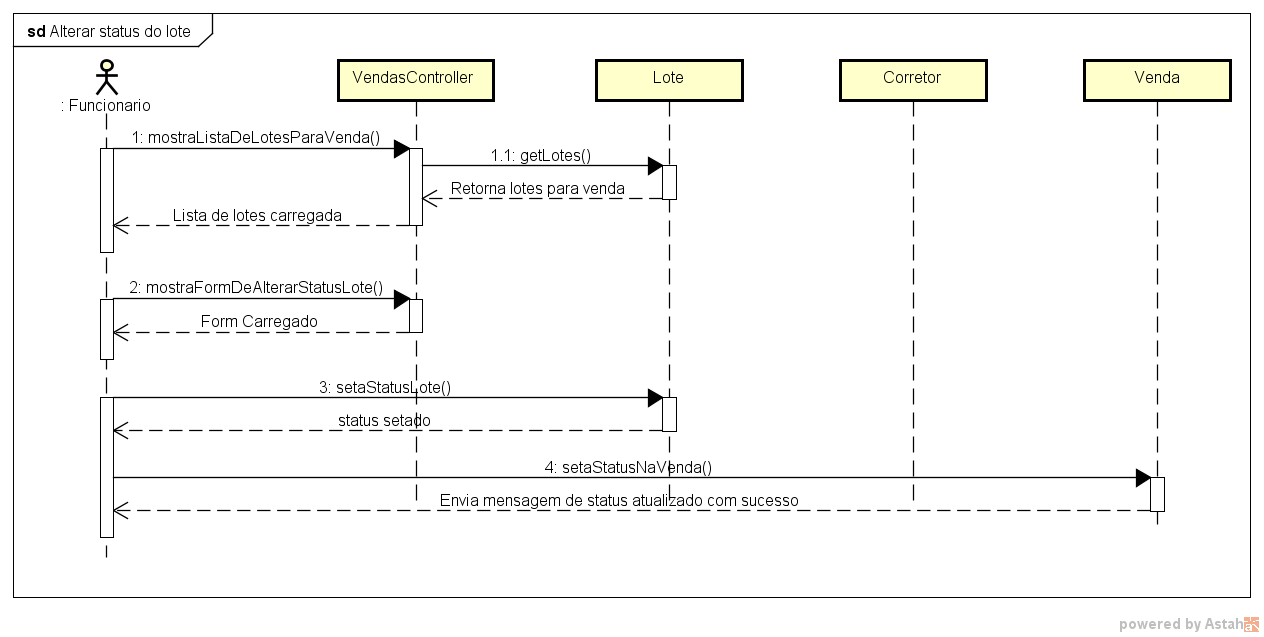 sd Alterar status do lote
: Funcionario
VendasController
Lote
Corretor
Venda
1: mostraListaDeLotesParaVenda()
1.1: getLotes()
Retorna lotes para venda
Lista de lotes carregada
2: mostraFormDeAlterarStatusLote()
Form Carregado
3: setaStatusLote()
status setado
4: setaStatusNaVenda()
Envia mensagem de status atualizado com sucesso
powered by Astah